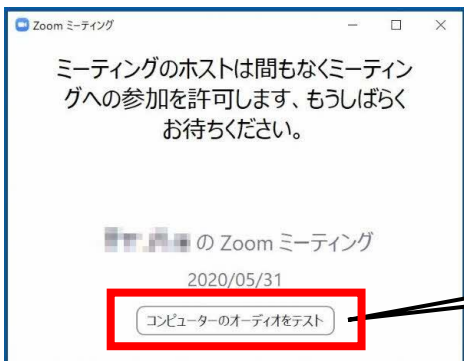 Zoom ミーティング
ミーティングのホストは間もなくミーティン
グへの参加を許可します、もうしばらく
お待ちください。
の Zoom ミーティング
2020/05/31
コンピューターのオーディオをテスト